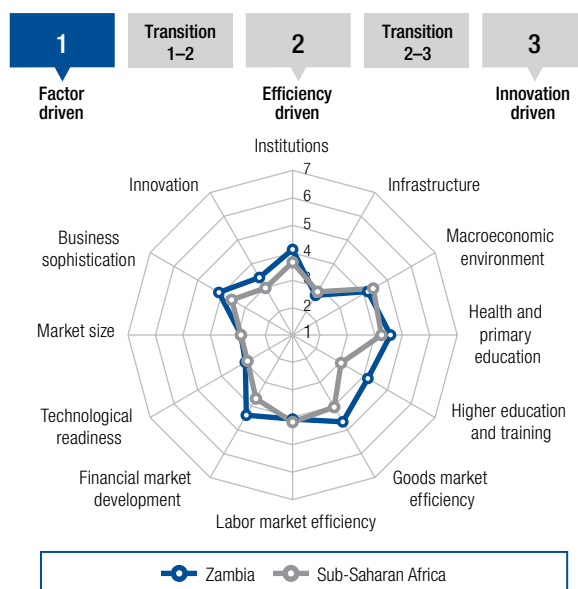 1
Transition
1–2
2
Transition
2–3
3
Factor
driven
Efficiency
driven
Innovation
driven
Institutions
Infrastructure
Macroeconomic
environment
Health and
primary
education
Higher education
and training
Goods market
efficiency
Labor market efficiency
Financial market
development
Technological
readiness
Market size
Business
sophistication
Innovation
7
6
5
4
3
2
1
Zambia
Sub-Saharan Africa